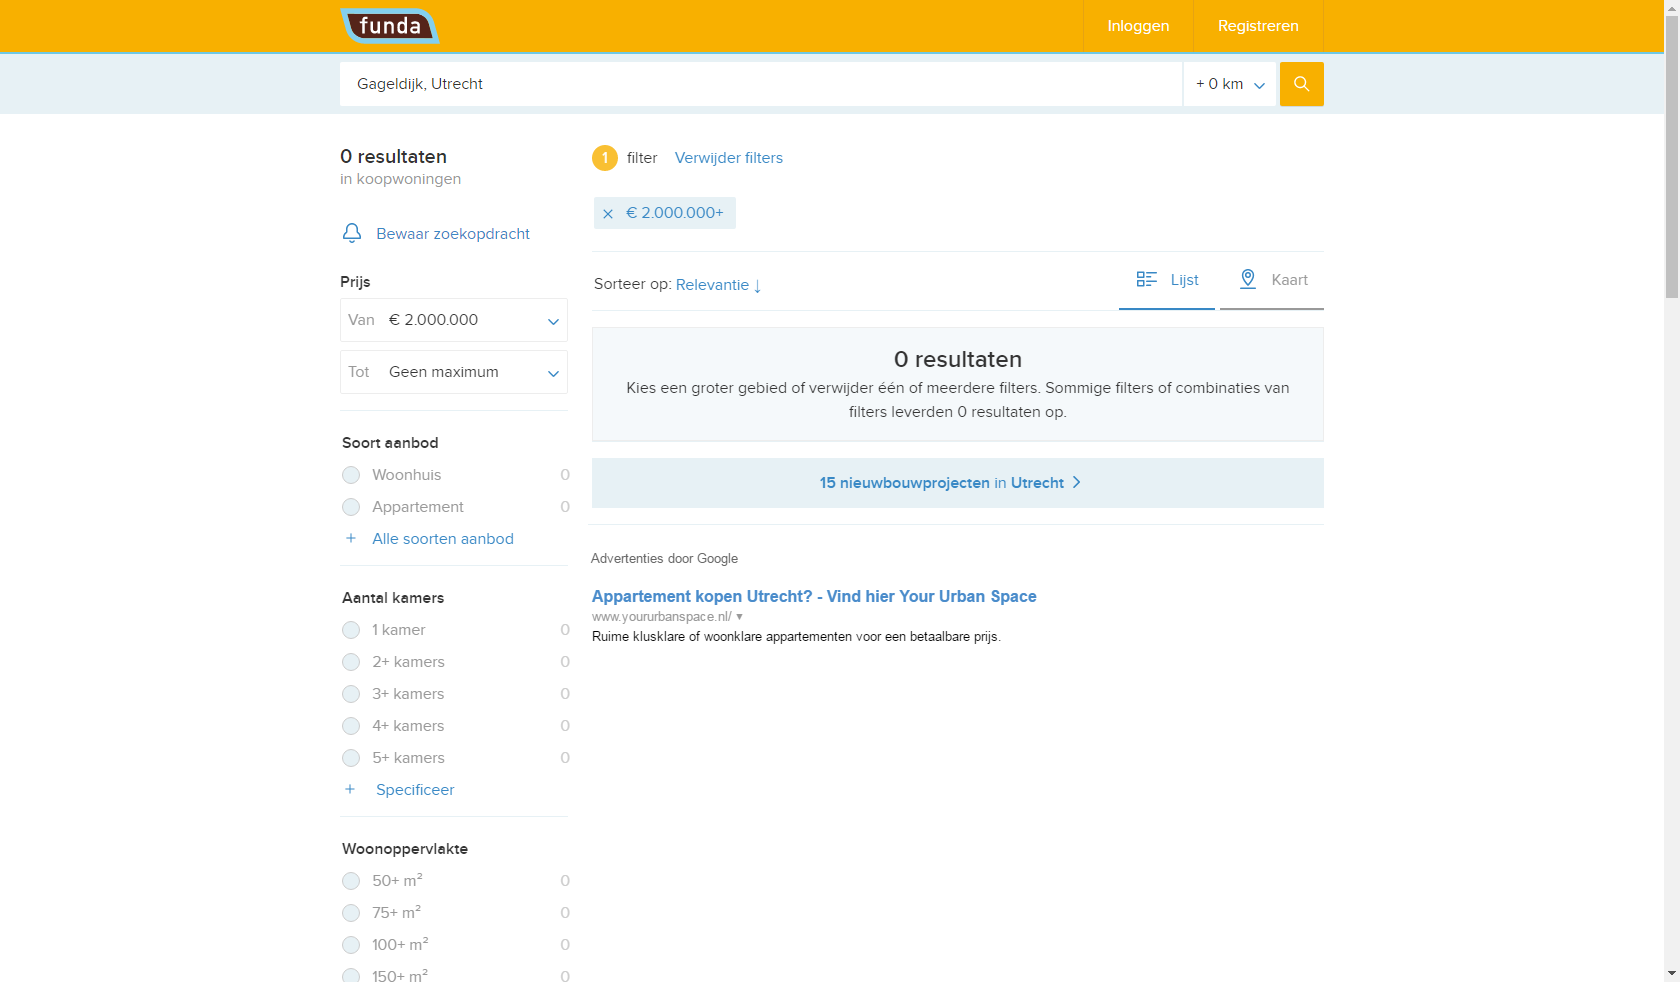 funda
Inloggen
Registreren
Gageldijk, Utrecht
+ 0 km
0 resultaten
in koopwoningen
Bewaar zoekopdracht
Prijs
Van € 2.000.000
Tot Geen maximum
Soort aanbod
Woonhuis 0
Appartement 0
+ Alle soorten aanbod
Aantal kamers
1 kamer 0
2+ kamers 0
3+ kamers 0
4+ kamers 0
5+ kamers 0
+ Specificeer
Woonoppervlakte
50+ m² 0
75+ m² 0
100+ m² 0
150+ m² 0
1 filter Verwijder filters
× € 2.000.000+
Sorteer op: Relevantie ↓
Lijst
Kaart
0 resultaten
Kies een groter gebied of verwijder één of meerdere filters. Sommige filters of combinaties van
filters leverden 0 resultaten op.
15 nieuwbouwprojecten in Utrecht >
Advertenties door Google
Appartement kopen Utrecht? - Vind hier Your Urban Space
www.yoururbanspace.nl/ ▼
Ruime klusklare of woonklare appartementen voor een betaalbare prijs.